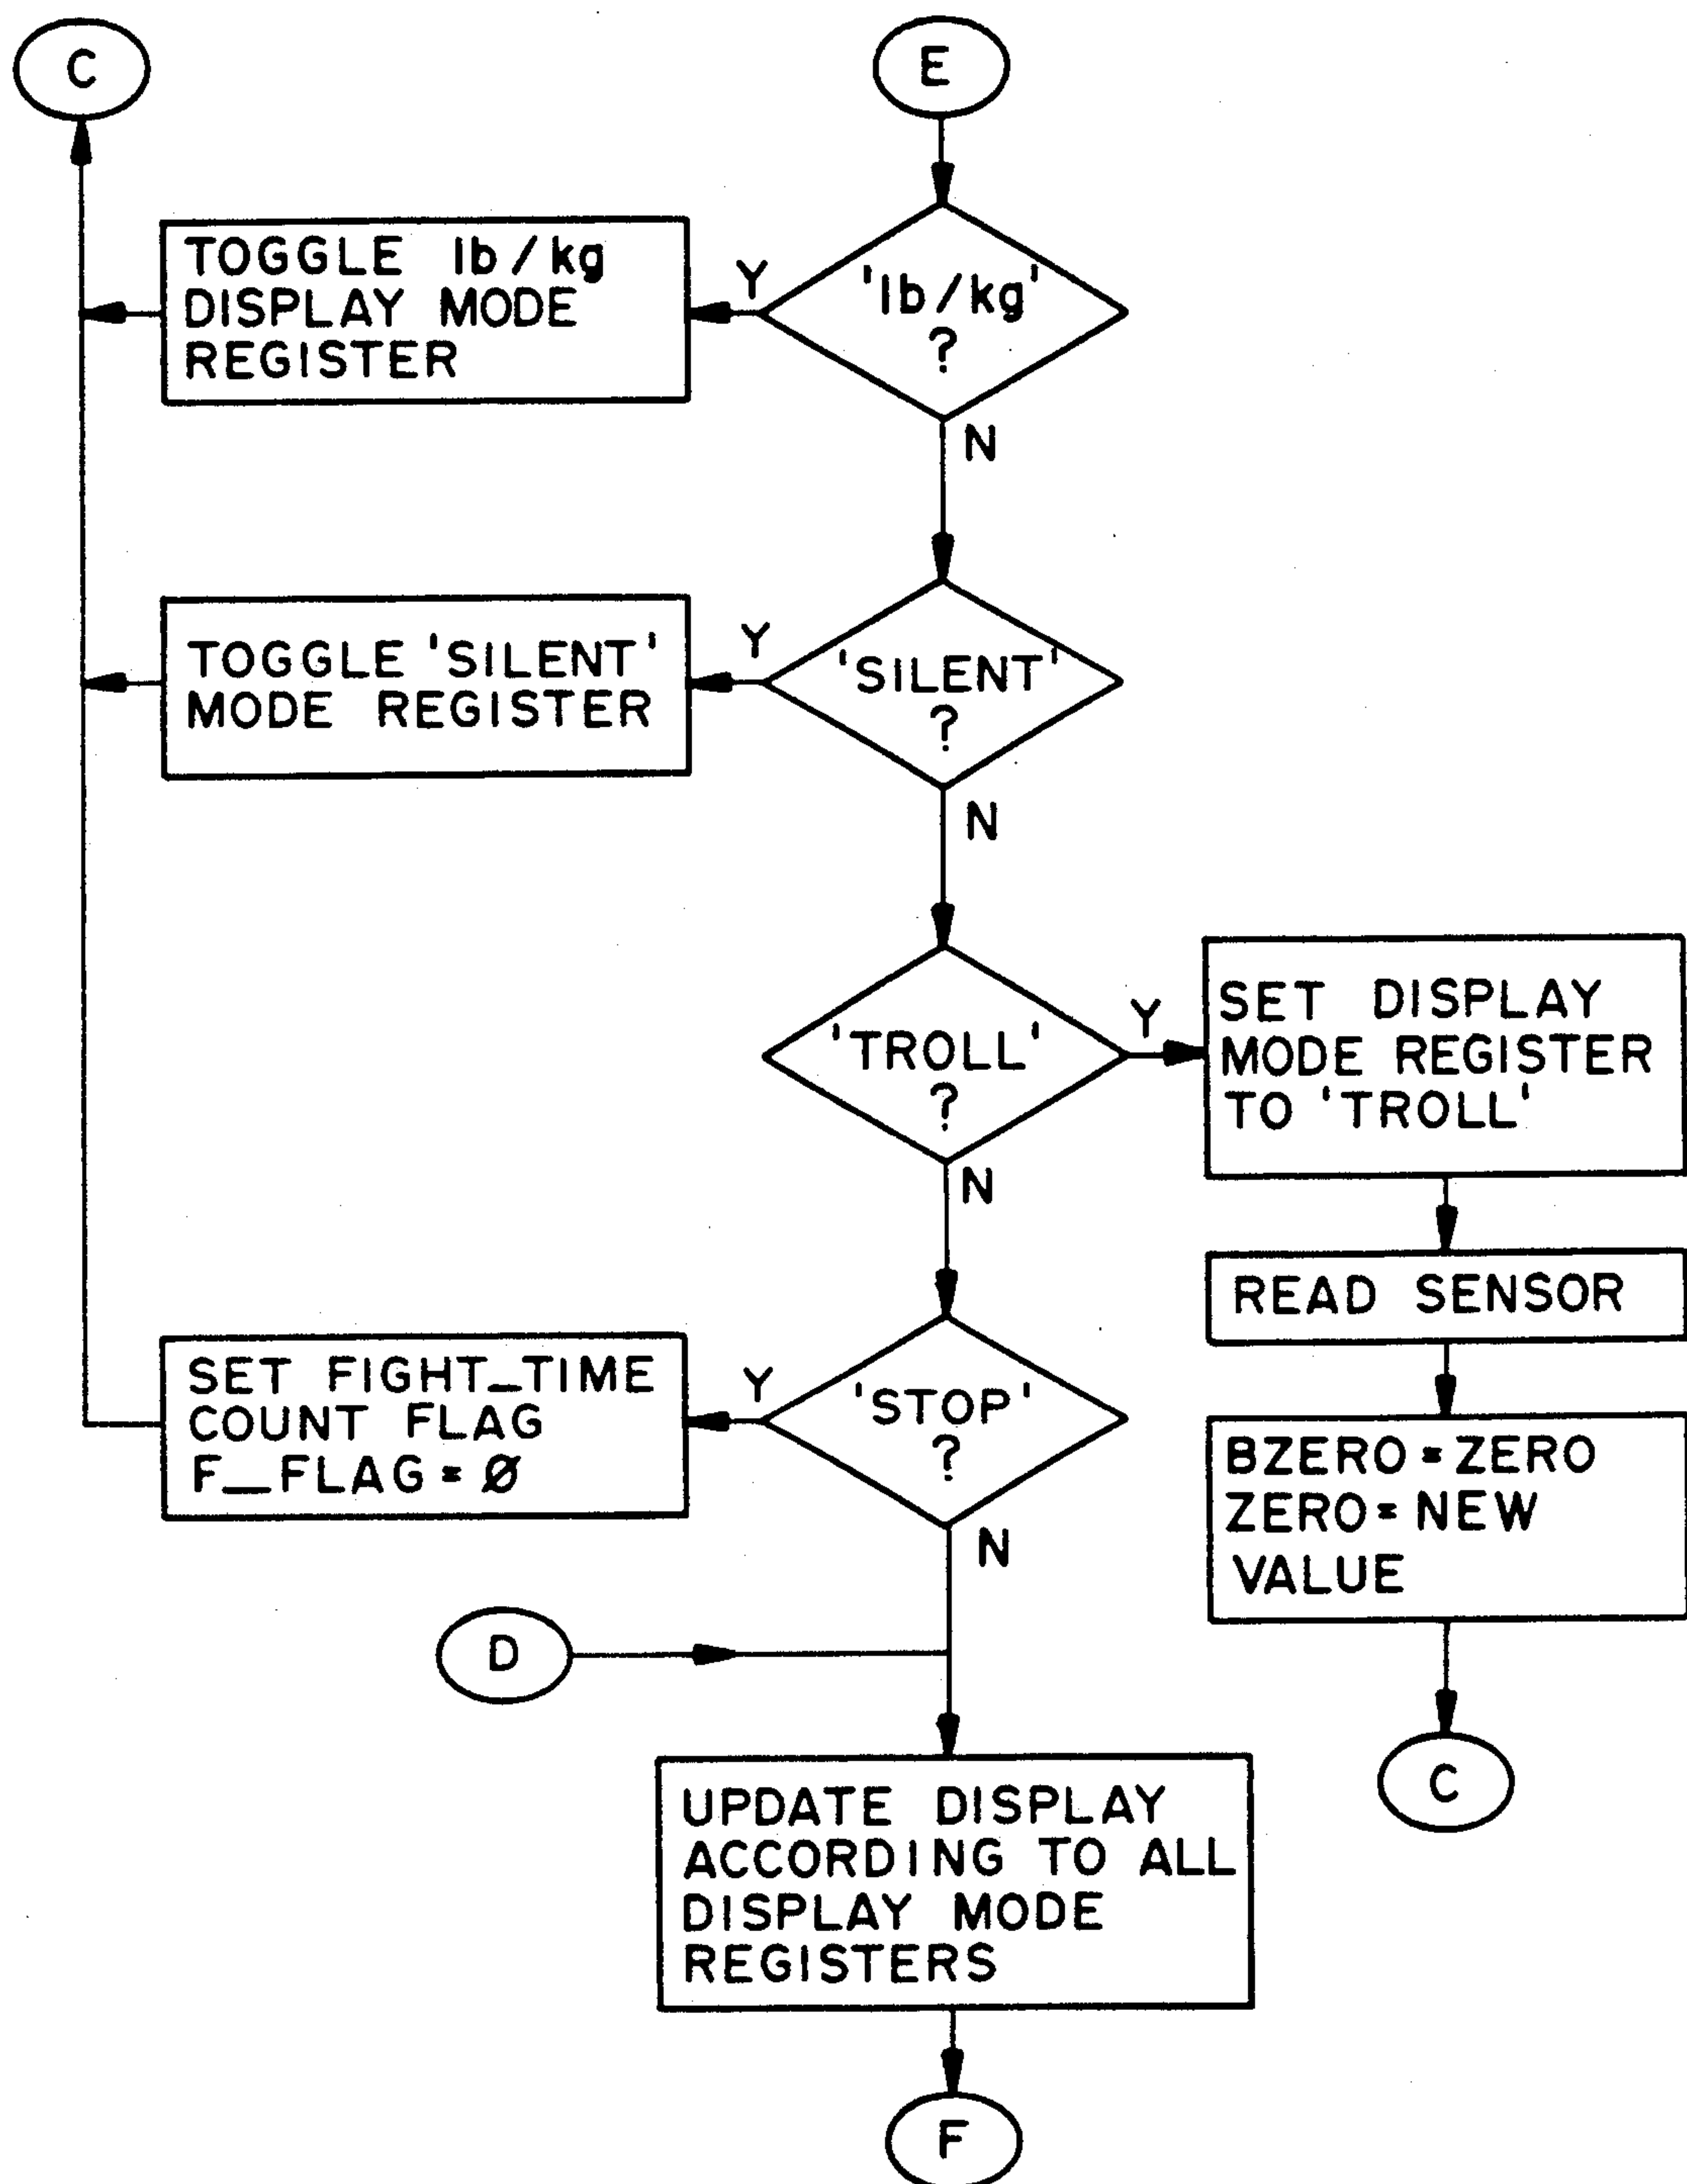 C
E
TOGGLE lb/kg
DISPLAY MODE
REGISTER
Y
'lb/kg'
?
N
TOGGLE 'SILENT'
MODE REGISTER
Y
'SILENT'
?
N
'TROLL'
?
Y
N
SET DISPLAY
MODE REGISTER
TO 'TROLL'
READ SENSOR
SET FIGHT_TIME
COUNT FLAG
F_FLAG = Ø
Y
'STOP'
?
N
BZERO = ZERO
ZERO = NEW
VALUE
D
C
UPDATE DISPLAY
ACCORDING TO ALL
DISPLAY MODE
REGISTERS
F